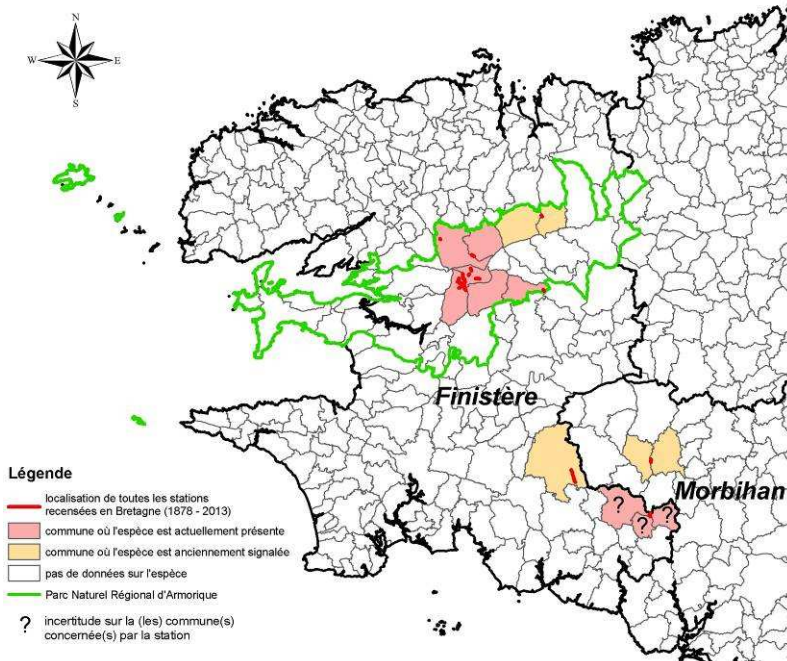 N
W E
S
Finistère
Morbihan
? ? ?
Légende
localisation de toutes les stations
recensées en Bretagne (1878 - 2013)
commune où l'espèce est actuellement présente
commune où l'espèce est anciennement signalée
pas de données sur l'espèce
Parc Naturel Régional d'Armorique
? incertitude sur la (les) commune(s)
concernée(s) par la station